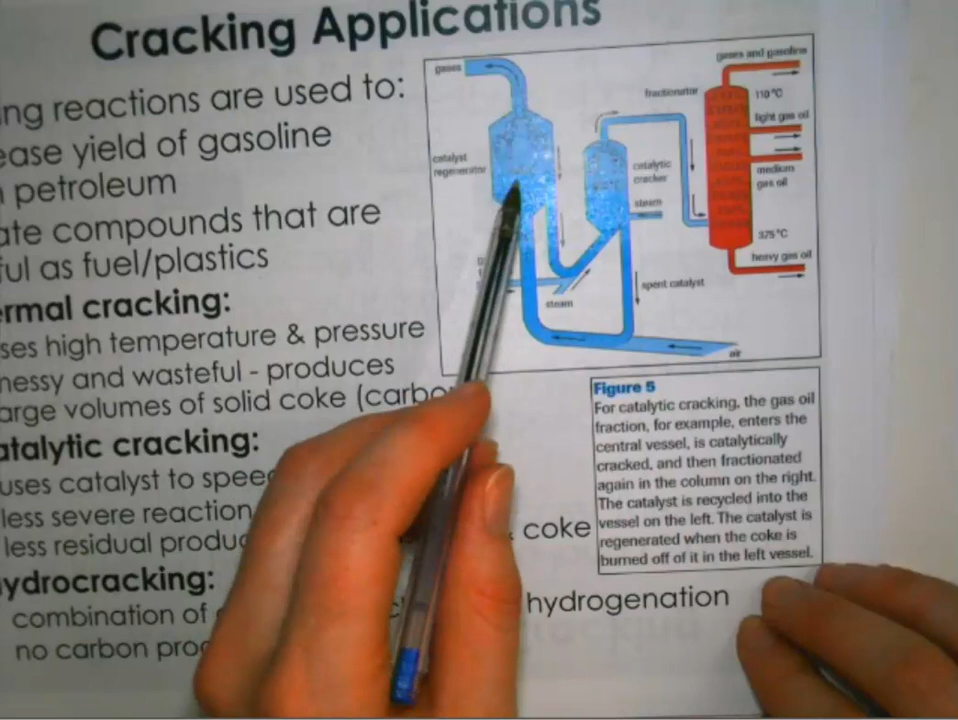 Cracking Applications
ing reactions are used to:
ease yield of gasoline
petroleum
ate compounds that are
ful as fuel/plastics
rmal cracking:
ses high temperature & pressure
messy and wasteful - produces
arge volumes of solid coke (carbo
atalytic cracking:
uses catalyst to speed
less severe reaction
less residual produc
coke
ydrocracking:
combination of
hydrogenation
no carbon proc
gases
catalyst
regenerator
steam
air
spent catalyst
steam
catalytic
cracker
fractionator
gases and gasoline
110 °C
light gas oil
medium
gas oil
375 °C
heavy gas oil
Figure 5
For catalytic cracking, the gas oil
fraction, for example, enters the
central vessel, is catalytically
cracked, and then fractionated
again in the column on the right.
The catalyst is recycled into the
vessel on the left. The catalyst is
regenerated when the coke is
burned off of it in the left vessel.